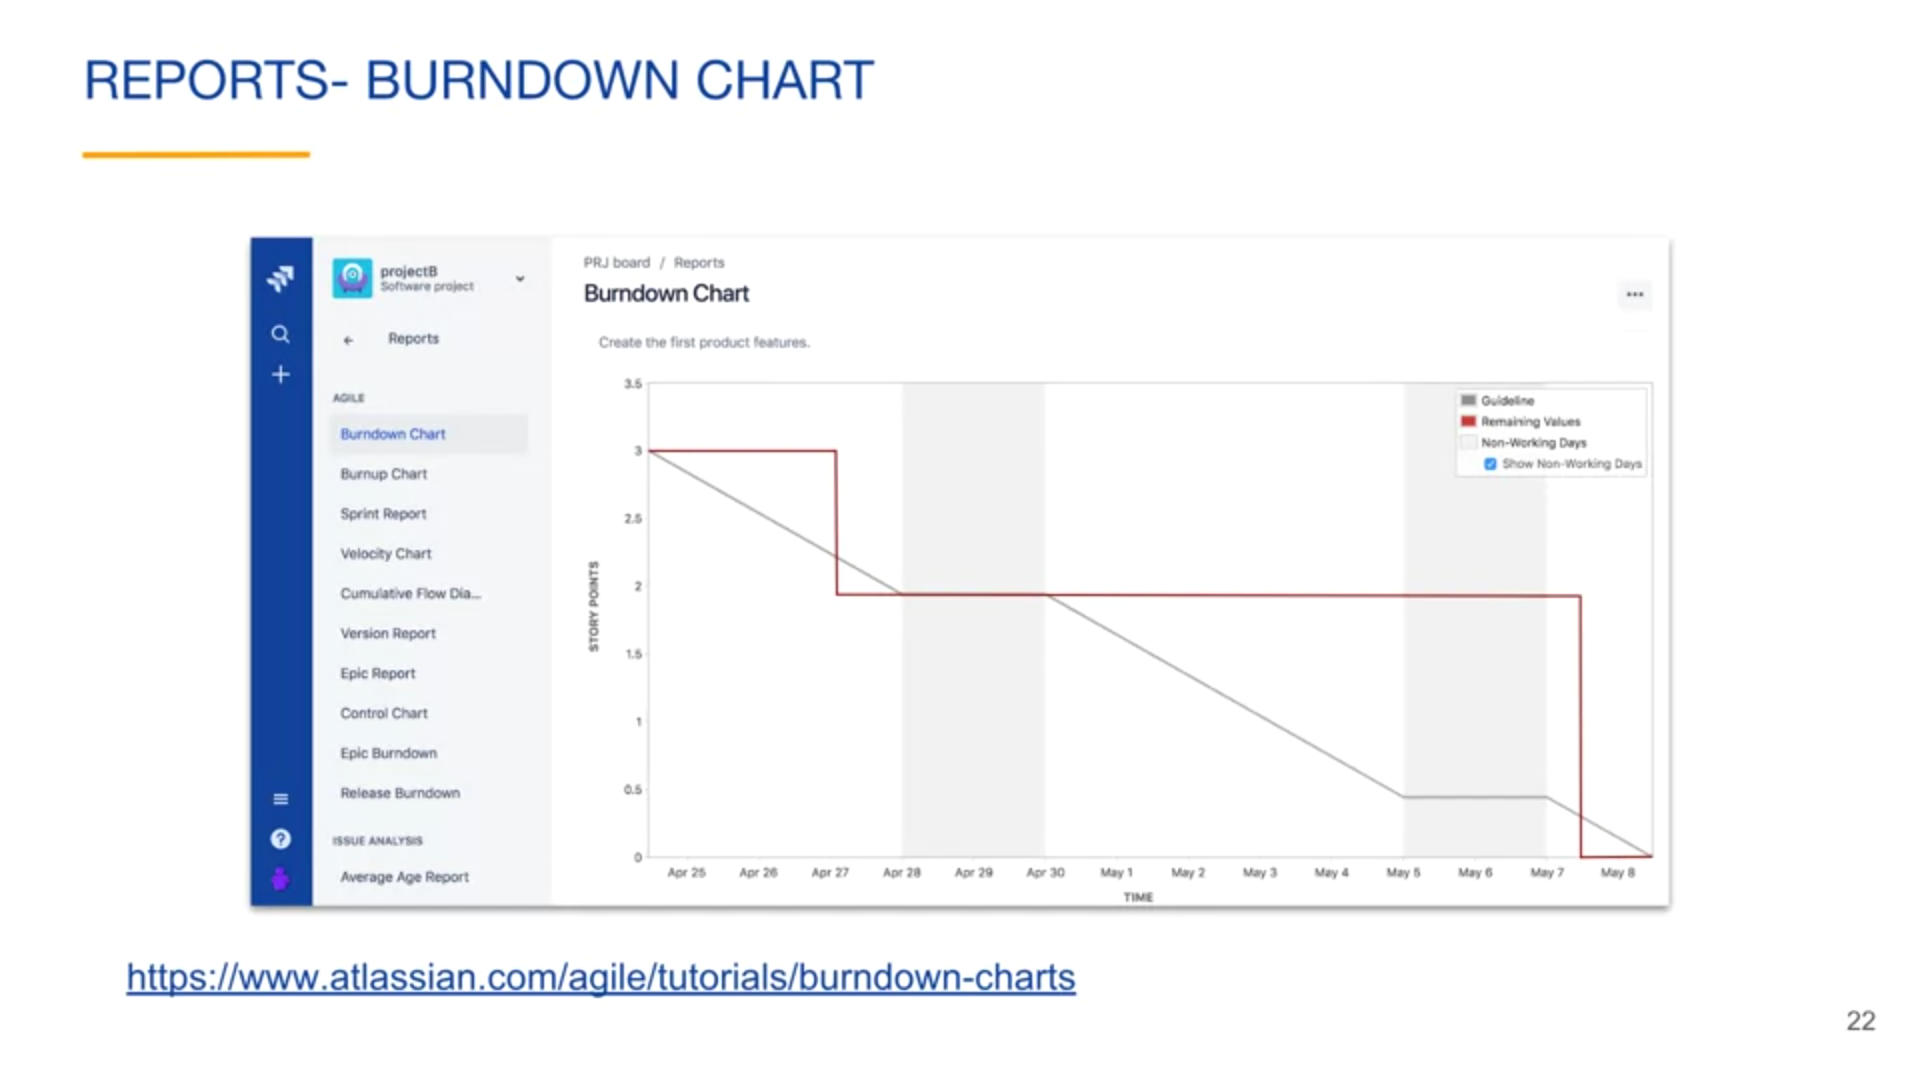 REPORTS- BURNDOWN CHART
projectB
Software project
Reports
AGILE
Burndown Chart
Burnup Chart
Sprint Report
Velocity Chart
Cumulative Flow Dia...
Version Report
Epic Report
Control Chart
Epic Burndown
Release Burndown
ISSUE ANALYSIS
Average Age Report
PRJ board / Reports
Burndown Chart
Create the first product features.
Guideline
Remaining Values
Non-Working Days
Show Non-Working Days
STORY POINTS
3.5
3
2.5
2
1.5
1
0.5
0
Apr 25 Apr 26 Apr 27 Apr 28 Apr 29 Apr 30 May 1 May 2 May 3 May 4 May 5 May 6 May 7 May 8
TIME
https://www.atlassian.com/agile/tutorials/burndown-charts
22